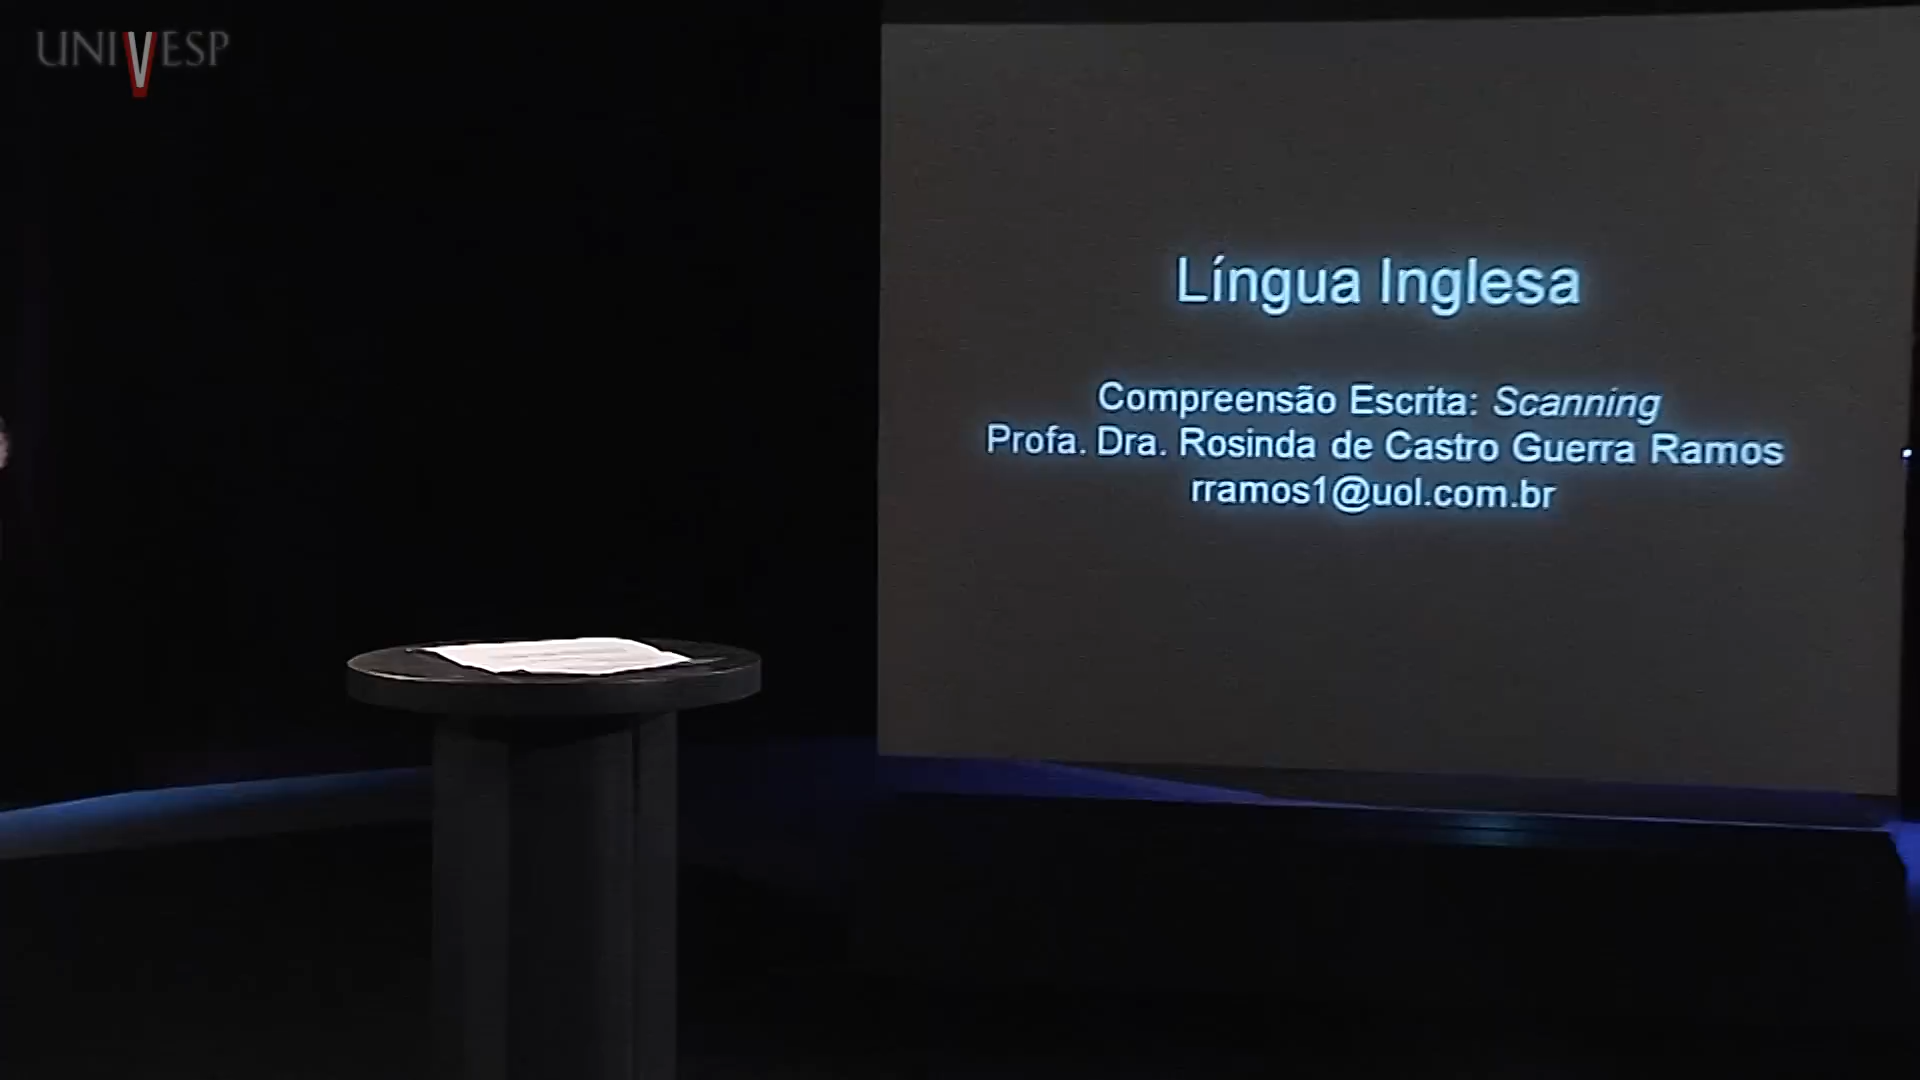 UNIVESP
Língua Inglesa
Compreensão Escrita: Scanning
Profa. Dra. Rosinda de Castro Guerra Ramos
rramos1@uol.com.br